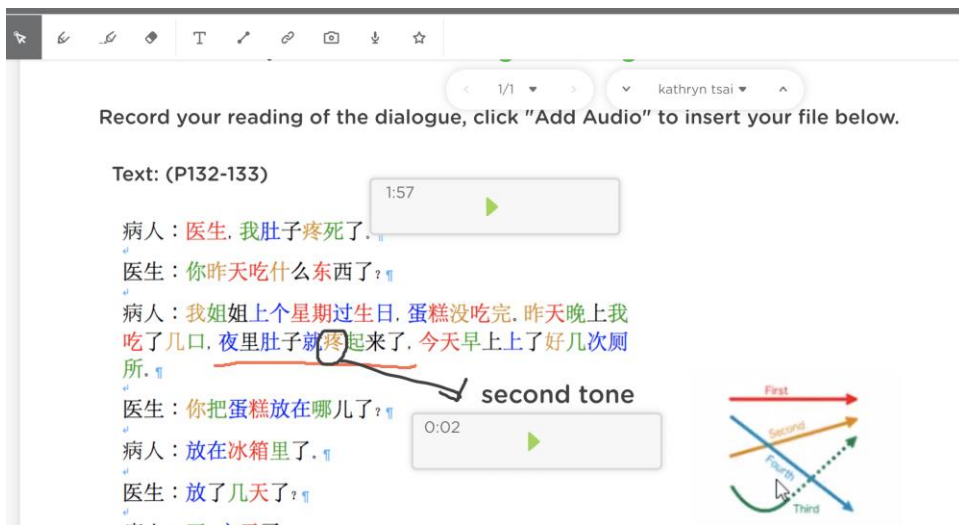 T
1/1
kathryn tsai
Record your reading of the dialogue, click "Add Audio" to insert your file below.
Text: (P132-133)
1:57
病人：医生, 我肚子疼死了.
医生：你昨天吃什么东西了?
病人：我姐姐上个星期过生日, 蛋糕没吃完. 昨天晚上我
吃了几口, 夜里肚子就疼起来了, 今天早上上了好几次厕
所.
second tone
医生：你把蛋糕放在哪儿了?
0:02
病人：放在冰箱里了.
医生：放了几天了?
First
Second
Fourth
Third